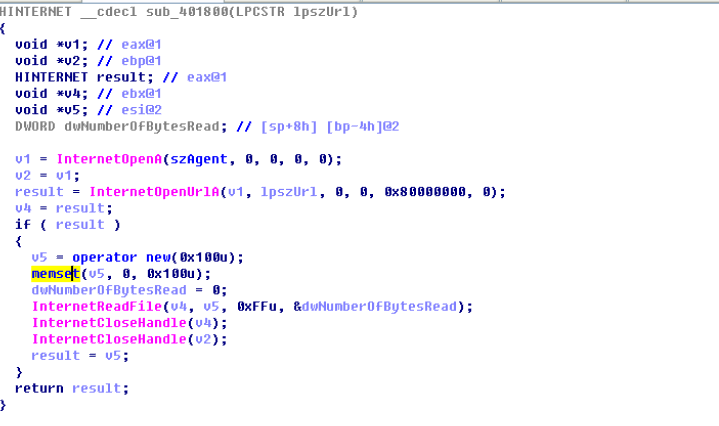 HINTERNET __cdecl sub_401800(LPCSTR lpszUrl)
{
void *v1; // eax@1
void *v2; // ebp@1
HINTERNET result; // eax@1
void *v4; // ebx@1
void *v5; // esi@2
DWORD dwNumberOfBytesRead; // [sp+8h] [bp-4h]@2
v1 = InternetOpenA(szAgent, 0, 0, 0, 0);
v2 = v1;
result = InternetOpenUrlA(v1, lpszUrl, 0, 0, 0x80000000, 0);
v4 = result;
if ( result )
{
v5 = operator new(0x100u);
memset(v5, 0, 0x100u);
dwNumberOfBytesRead = 0;
InternetReadFile(v4, v5, 0xFFu, &dwNumberOfBytesRead);
InternetCloseHandle(v4);
InternetCloseHandle(v2);
result = v5;
}
return result;
}